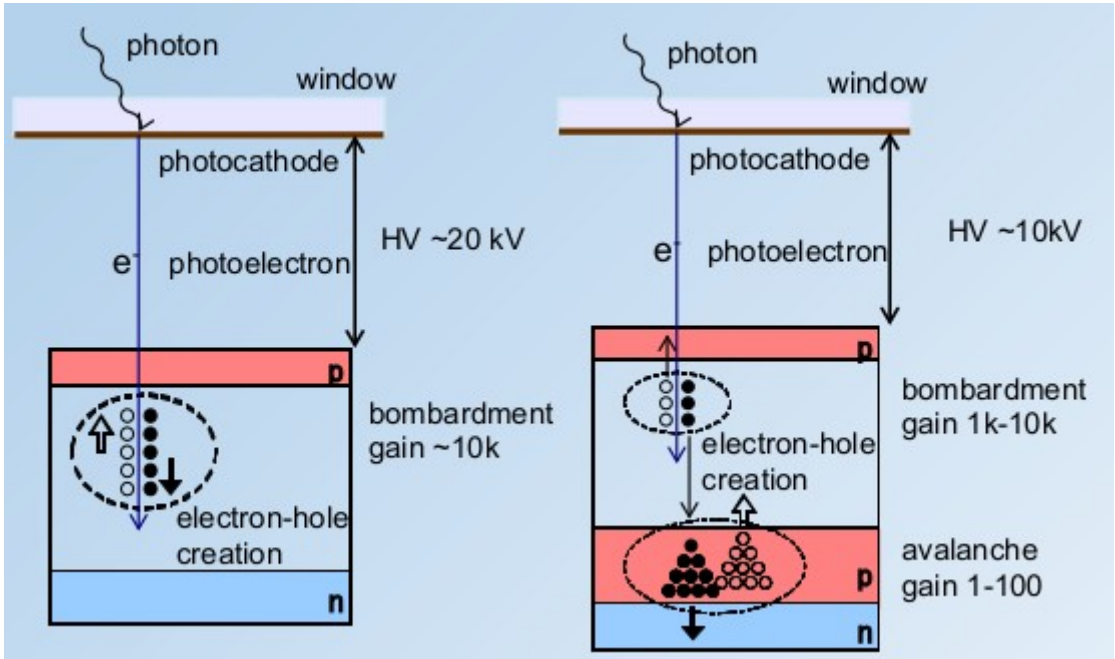 photon
window
photocathode
HV ~20 kV
e-
photoelectron
p
bombardment
gain ~10k
electron-hole
creation
n
photon
window
photocathode
HV ~10kV
e-
photoelectron
p
bombardment
gain 1k-10k
electron-hole
creation
avalanche
gain 1-100
p
n